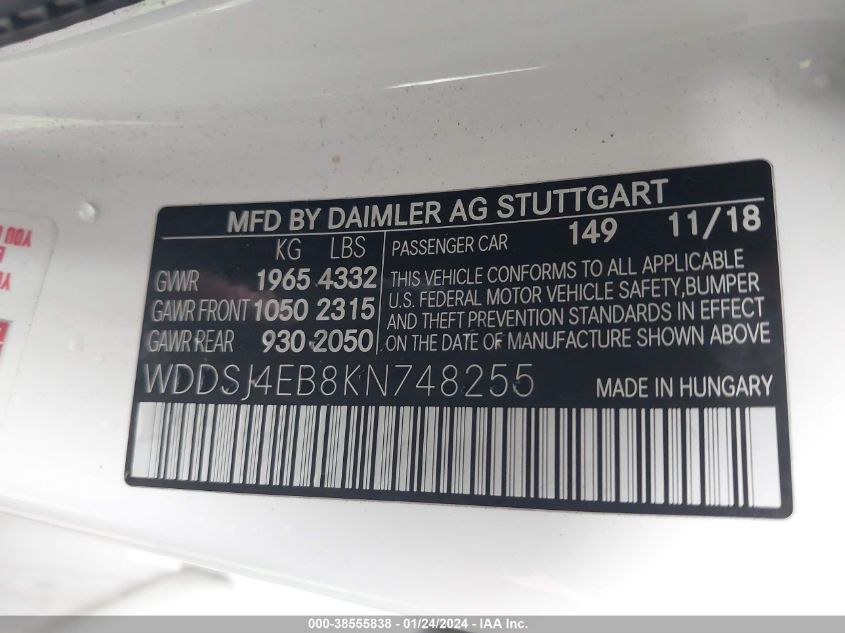 MFD BY DAIMLER AG STUTTGART
KG LBS
GVWR 1965 4332
GAWR FRONT 1050 2315
GAWR REAR 930 2050
PASSENGER CAR 149 11/18
THIS VEHICLE CONFORMS TO ALL APPLICABLE
U.S. FEDERAL MOTOR VEHICLE SAFETY, BUMPER
AND THEFT PREVENTION STANDARDS IN EFFECT
ON THE DATE OF MANUFACTURE SHOWN ABOVE
WDDSJ4EB8KN748255 MADE IN HUNGARY
YOU
000-38555838 - 01/24/2024 - IAA Inc.